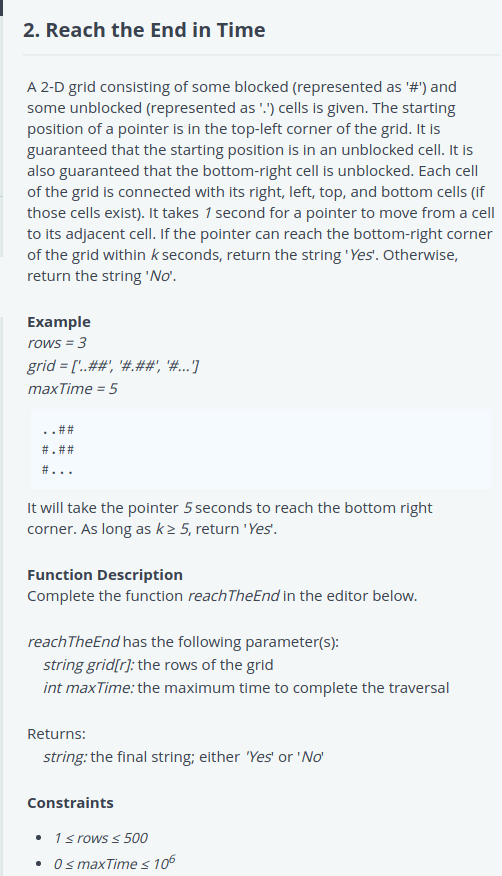 2. Reach the End in Time
A 2-D grid consisting of some blocked (represented as '#') and
some unblocked (represented as '.') cells is given. The starting
position of a pointer is in the top-left corner of the grid. It is
guaranteed that the starting position is in an unblocked cell. It is
also guaranteed that the bottom-right cell is unblocked. Each cell
of the grid is connected with its right, left, top, and bottom cells (if
those cells exist). It takes 1 second for a pointer to move from a cell
to its adjacent cell. If the pointer can reach the bottom-right corner
of the grid within k seconds, return the string 'Yes'. Otherwise,
return the string 'No'.
Example
rows = 3
grid = ['..##', '#.##', '#...']
maxTime = 5
..##
#.##
#...
It will take the pointer 5 seconds to reach the bottom right
corner. As long as k ≥ 5, return 'Yes'.
Function Description
Complete the function reachTheEnd in the editor below.
reachTheEnd has the following parameter(s):
string grid[r]: the rows of the grid
int maxTime: the maximum time to complete the traversal
Returns:
string: the final string; either 'Yes' or 'No'
Constraints
• 1 ≤ rows ≤ 500
• 0 ≤ maxTime ≤ 10⁶